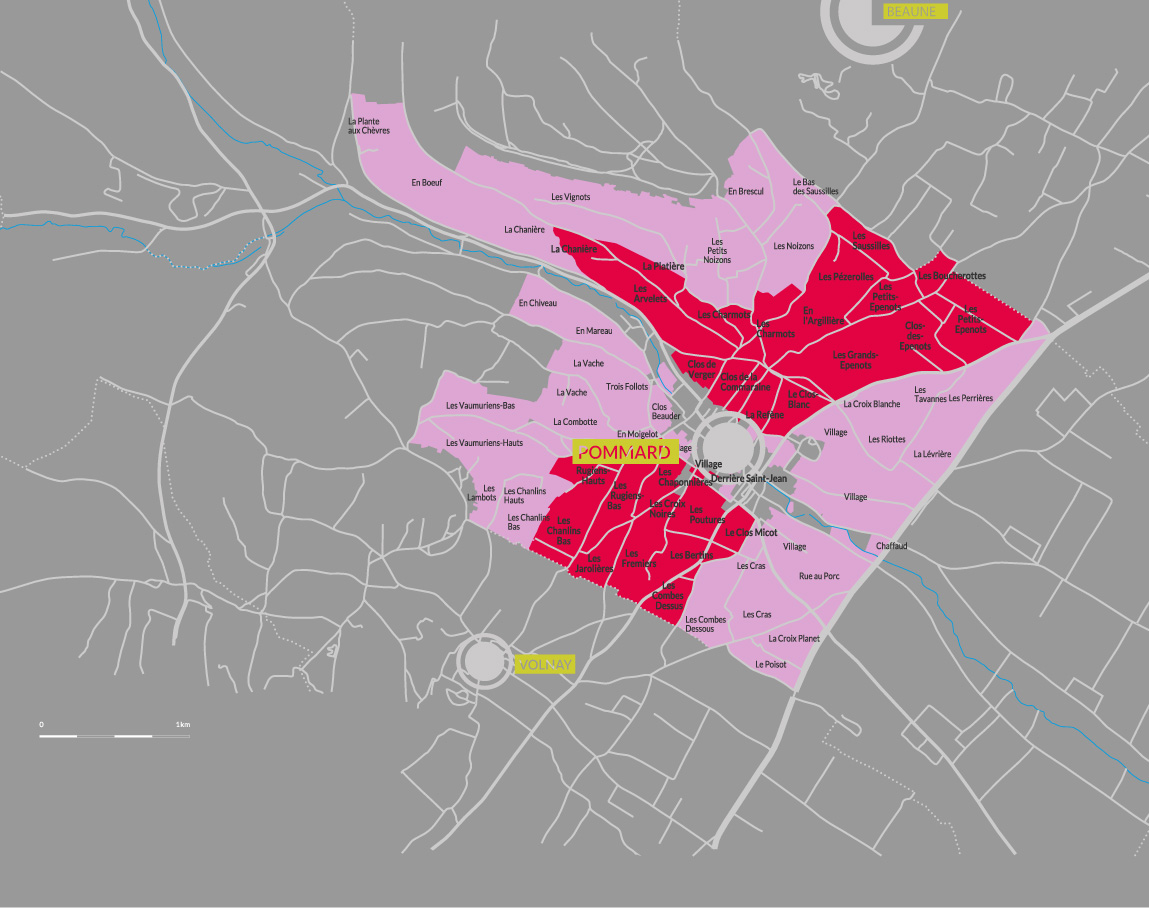 BEAUNE
La Plante
aux Chèvres
En Boeuf
Les Vignots
En Brescul
Le Bas
des Saussilles
La Chanière
La Chanière
La Platière
Les
Petits
Noizons
Les Noizons
Les
Saussilles
Les Pézerolles
Les Boucherottes
Les
Arvelets
Les
Petits-
Epenots
En Chiveau
Les Charmots
Les
Charmots
En
l'Argillière
Les
Petits-
Epenots
En Mareau
Clos-
des-
Epenots
La Vache
Clos de
Verger
Clos de la
Commaraine
Les Grands-
Epenots
La Vache
Trois Follots
Le Clos
Blanc
Les
Tavannes
Les Perrières
Les Vaumuriens-Bas
Clos
Beauder
La Refène
La Croix Blanche
La Combotte
En Moigelot
Village
Les Riottes
Les Vaumuriens-Hauts
POMMARD
lage
La Lévrière
Village
Rugiens-
Hauts
Les
Chaponnières
Derrière Saint-Jean
Les
Lambots
Les Chanlins
Hauts
Les
Rugiens-
Bas
Village
Les Croix
Noires
Les
Poutures
Les Chanlins
Bas
Les
Chanlins
Bas
Le Clos Micot
Village
Chaffaud
Les
Jarolières
Les
Fremiers
Les Bertins
Les Cras
Rue au Porc
Les
Combes
Dessus
Les Combes
Dessous
Les Cras
La Croix Planet
Le Poisot
VOLNAY
0
1km